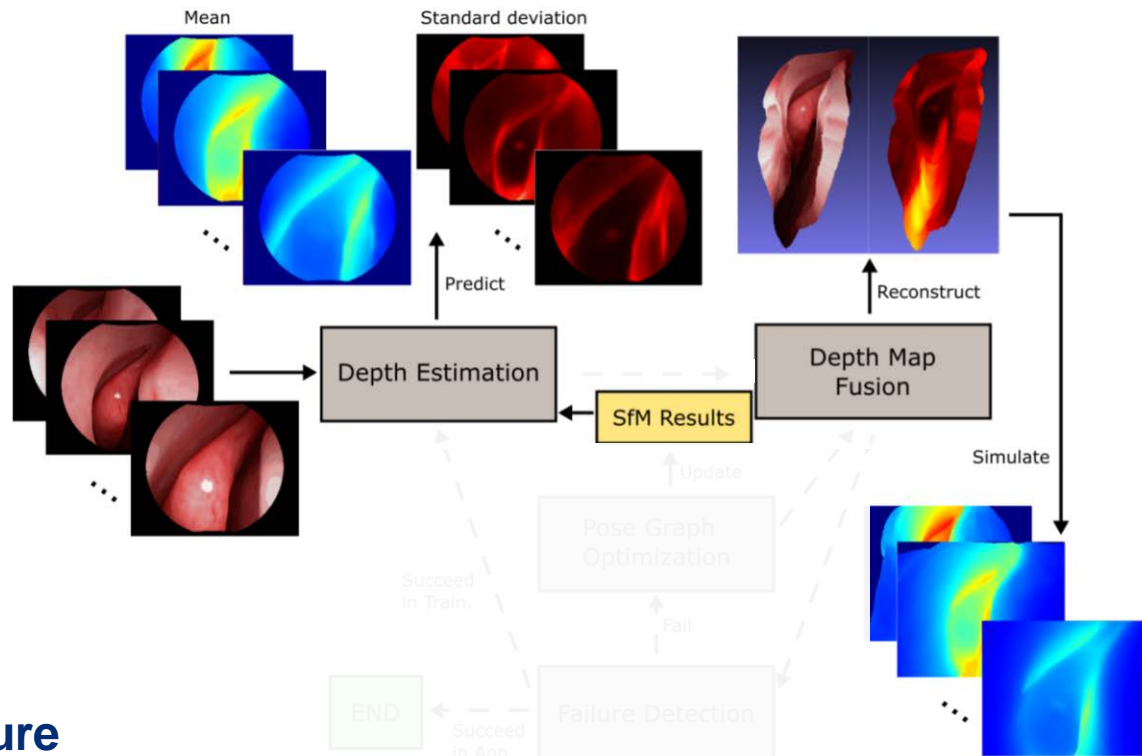 Mean
Standard deviation
Predict
Reconstruct
Depth Estimation
Depth Map
Fusion
SfM Results
Simulate
Update
Pose Graph
Optimization
Succeed
in Train.
Fail
END
Succeed
in App.
Failure Detection
ure